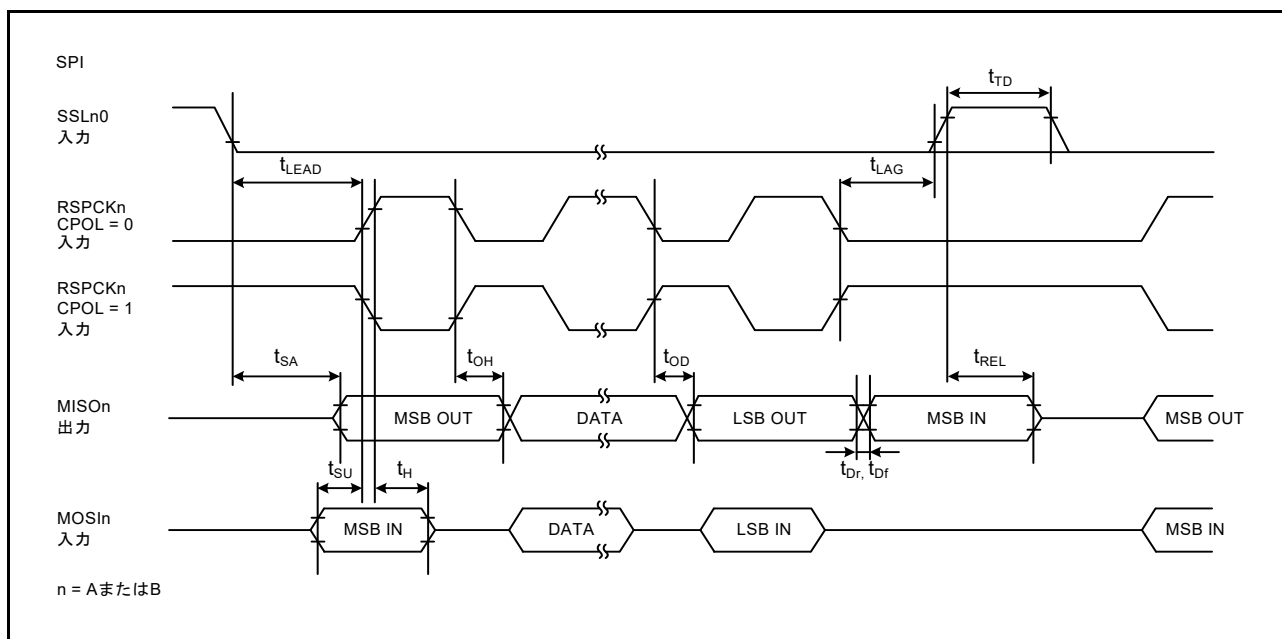 SPI
tTD
SSLn0
入力
tLEAD
tLAG
RSPCKn
CPOL = 0
入力
RSPCKn
CPOL = 1
入力
tSA
tOH
tOD
tREL
MISOn
出力
MSB OUT
DATA
LSB OUT
MSB IN
MSB OUT
tDr, tDf
tSU
tH
MOSIn
入力
MSB IN
DATA
LSB IN
MSB IN
n = AまたはB